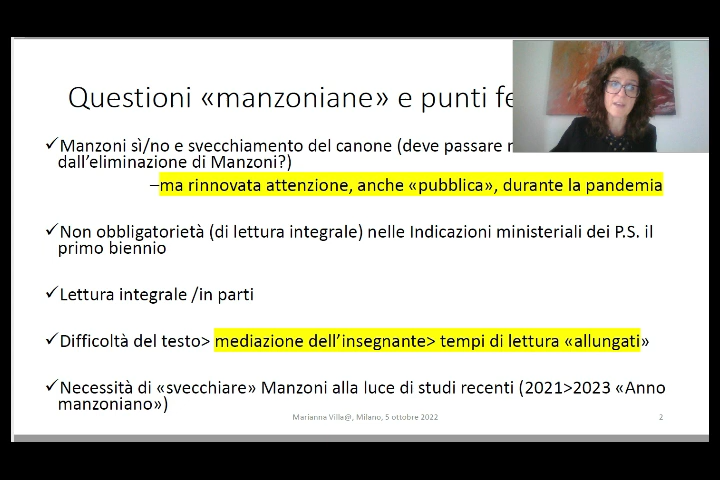 Questioni «manzoniane» e punti fe
✓Manzoni sì/no e svecchiamento del canone (deve passare
dall’eliminazione di Manzoni?)
–ma rinnovata attenzione, anche «pubblica», durante la pandemia
✓Non obbligatorietà (di lettura integrale) nelle Indicazioni ministeriali dei P.S. il
primo biennio
✓Lettura integrale /in parti
✓Difficoltà del testo> mediazione dell’insegnante> tempi di lettura «allungati»
✓Necessità di «svecchiare» Manzoni alla luce di studi recenti (2021>2023 «Anno
manzoniano»)
Marianna Villa@, Milano, 5 ottobre 2022
2